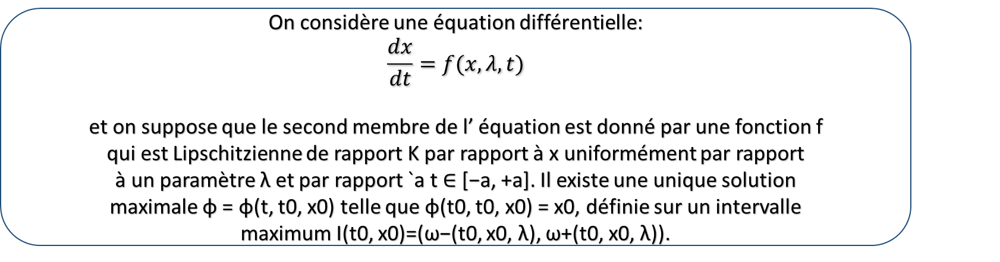 On considère une équation différentielle:
dx/dt = f(x, λ, t)
et on suppose que le second membre de l’ équation est donné par une fonction f
qui est Lipschitzienne de rapport K par rapport à x uniformément par rapport
à un paramètre λ et par rapport `a t ∈ [−a, +a]. Il existe une unique solution
maximale ϕ = ϕ(t, t0, x0) telle que ϕ(t0, t0, x0) = x0, définie sur un intervalle
maximum I(t0, x0)=(ω−(t0, x0, λ), ω+(t0, x0, λ)).